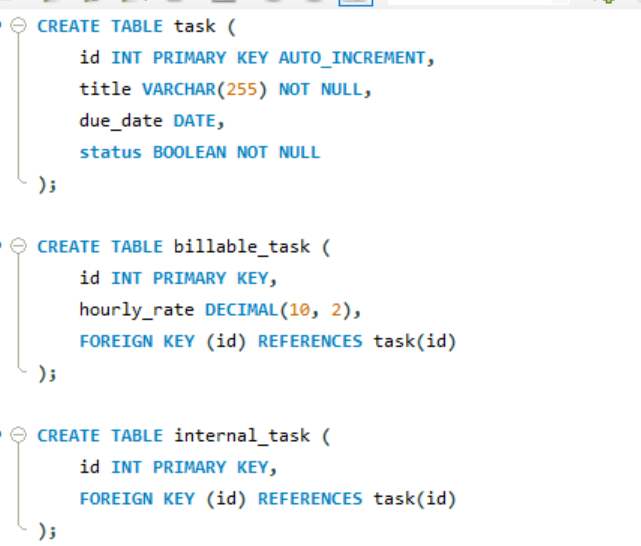 CREATE TABLE task (
id INT PRIMARY KEY AUTO_INCREMENT,
title VARCHAR(255) NOT NULL,
due_date DATE,
status BOOLEAN NOT NULL
);
CREATE TABLE billable_task (
id INT PRIMARY KEY,
hourly_rate DECIMAL(10, 2),
FOREIGN KEY (id) REFERENCES task(id)
);
CREATE TABLE internal_task (
id INT PRIMARY KEY,
FOREIGN KEY (id) REFERENCES task(id)
);